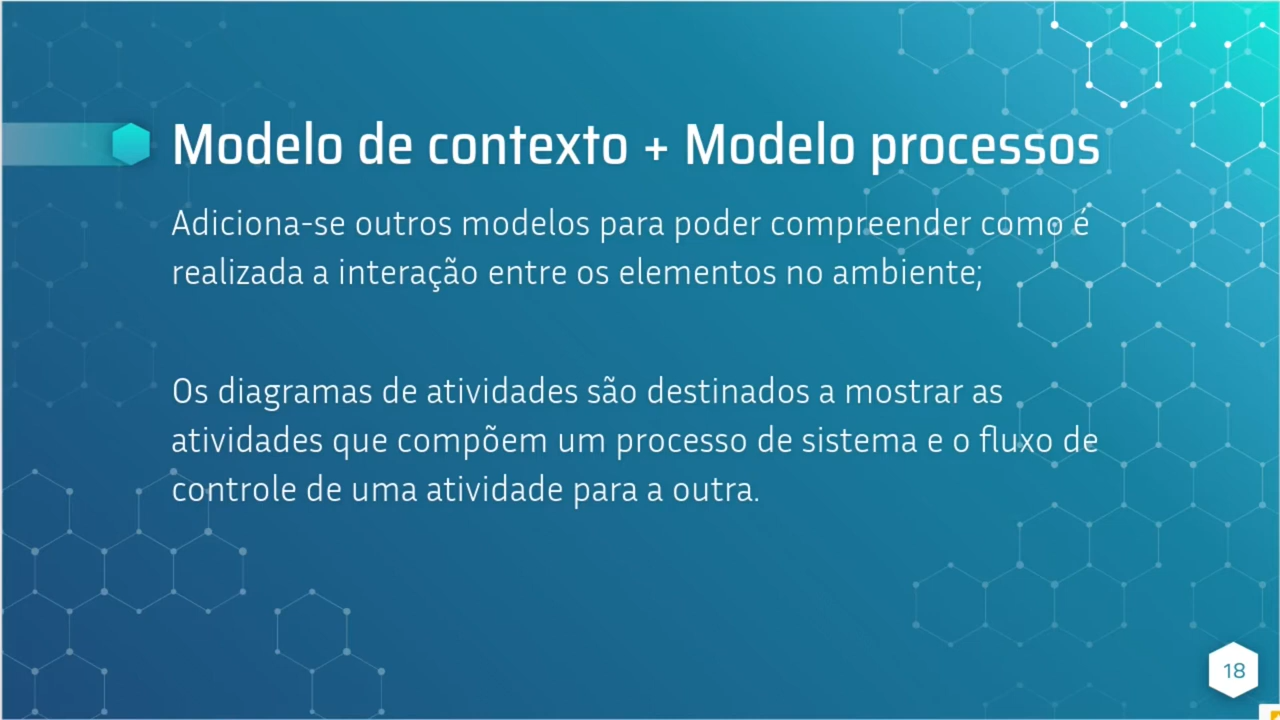 Modelo de contexto + Modelo processos
Adiciona-se outros modelos para poder compreender como é
realizada a interação entre os elementos no ambiente;
Os diagramas de atividades são destinados a mostrar as
atividades que compõem um processo de sistema e o fluxo de
controle de uma atividade para a outra.
18